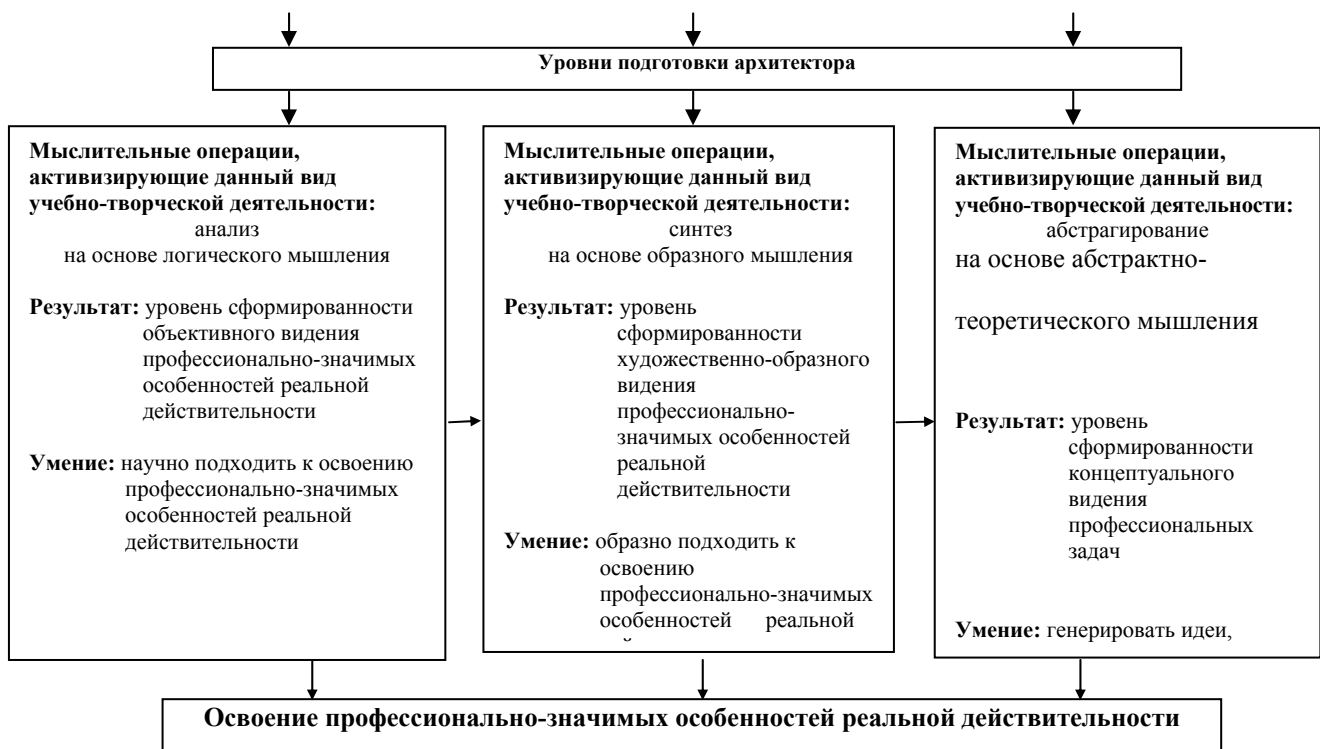 Уровни подготовки архитектора
Мыслительные операции,
активизирующие данный вид
учебно-творческой деятельности:
анализ
на основе логического мышления
Результат: уровень сформированности
объективного видения
профессионально-значимых
особенностей реальной
действительности
Умение: научно подходить к освоению
профессионально-значимых
особенностей реальной
действительности
Мыслительные операции,
активизирующие данный вид
учебно-творческой деятельности:
синтез
на основе образного мышления
Результат: уровень
сформированности
художественно-образного
видения
профессионально-
значимых особенностей
реальной
действительности
Умение: образно подходить к
освоению
профессионально-значимых
особенностей реальной
Мыслительные операции,
активизирующие данный вид
учебно-творческой деятельности:
абстрагирование
на основе абстрактно-
теоретического мышления
Результат: уровень
сформированности
концептуального
видения
профессиональных
задач
Умение: генерировать идеи,
Освоение профессионально-значимых особенностей реальной действительности